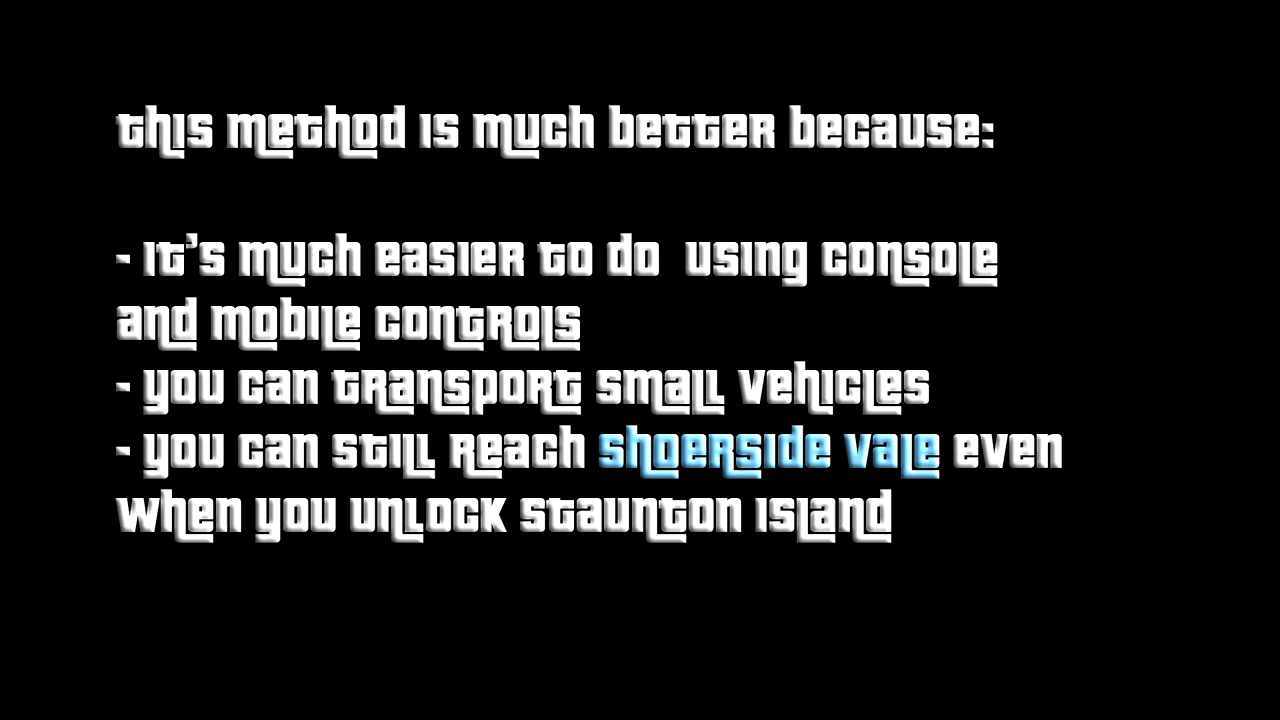 this method is much better because:
- it's much easier to do using console
and mobile controls
- you can transport small vehicles
- you can still reach shoerside vale even
when you unlock staunton island